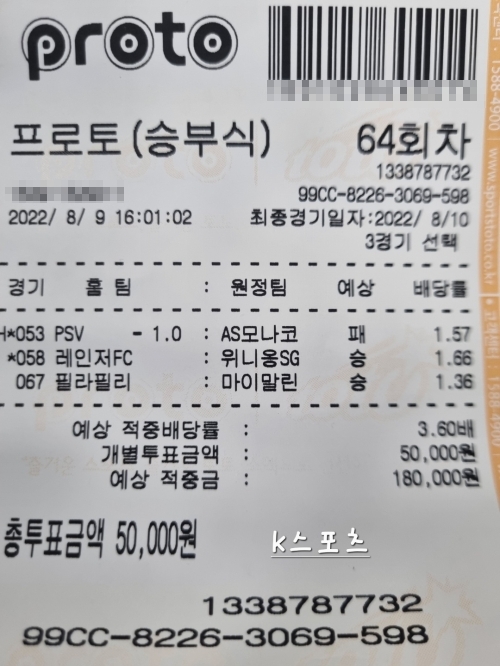 proto
프로토(승부식) 64회차
1338787732
99CC-8226-3069-598
2022/ 8/ 9 16:01:02 최종경기일자:2022/ 8/10
3경기 선택
경기 홈 팀 : 원정팀 예상 배당률
H*053 PSV - 1.0 : AS모나코 패 1.57
*058 레인저FC : 위니옹SG 승 1.66
067 필라필리 : 마이말린 승 1.36
예상 적중배당률 : 3.60배
개별투표금액 : 50,000원
예상 적중금 : 180,000원
총투표금액 50,000원
k스포츠
1338787732
99CC-8226-3069-598